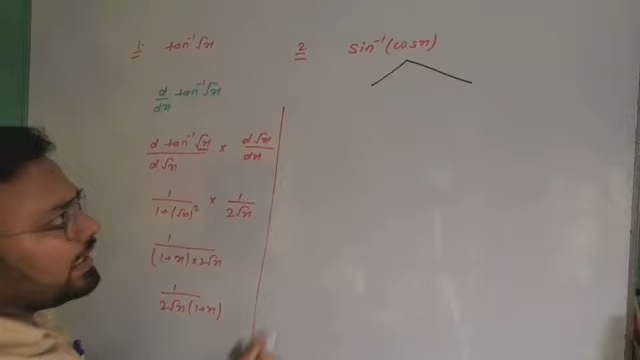 1. tan⁻¹√x
d/dx tan⁻¹√x
d tan⁻¹√x / d√x × d√x / dx
1/(1+(√x)²) × 1/(2√x)
1/((1+x)×2√x)
1/(2√x(1+x))
2. sin⁻¹(cosx)